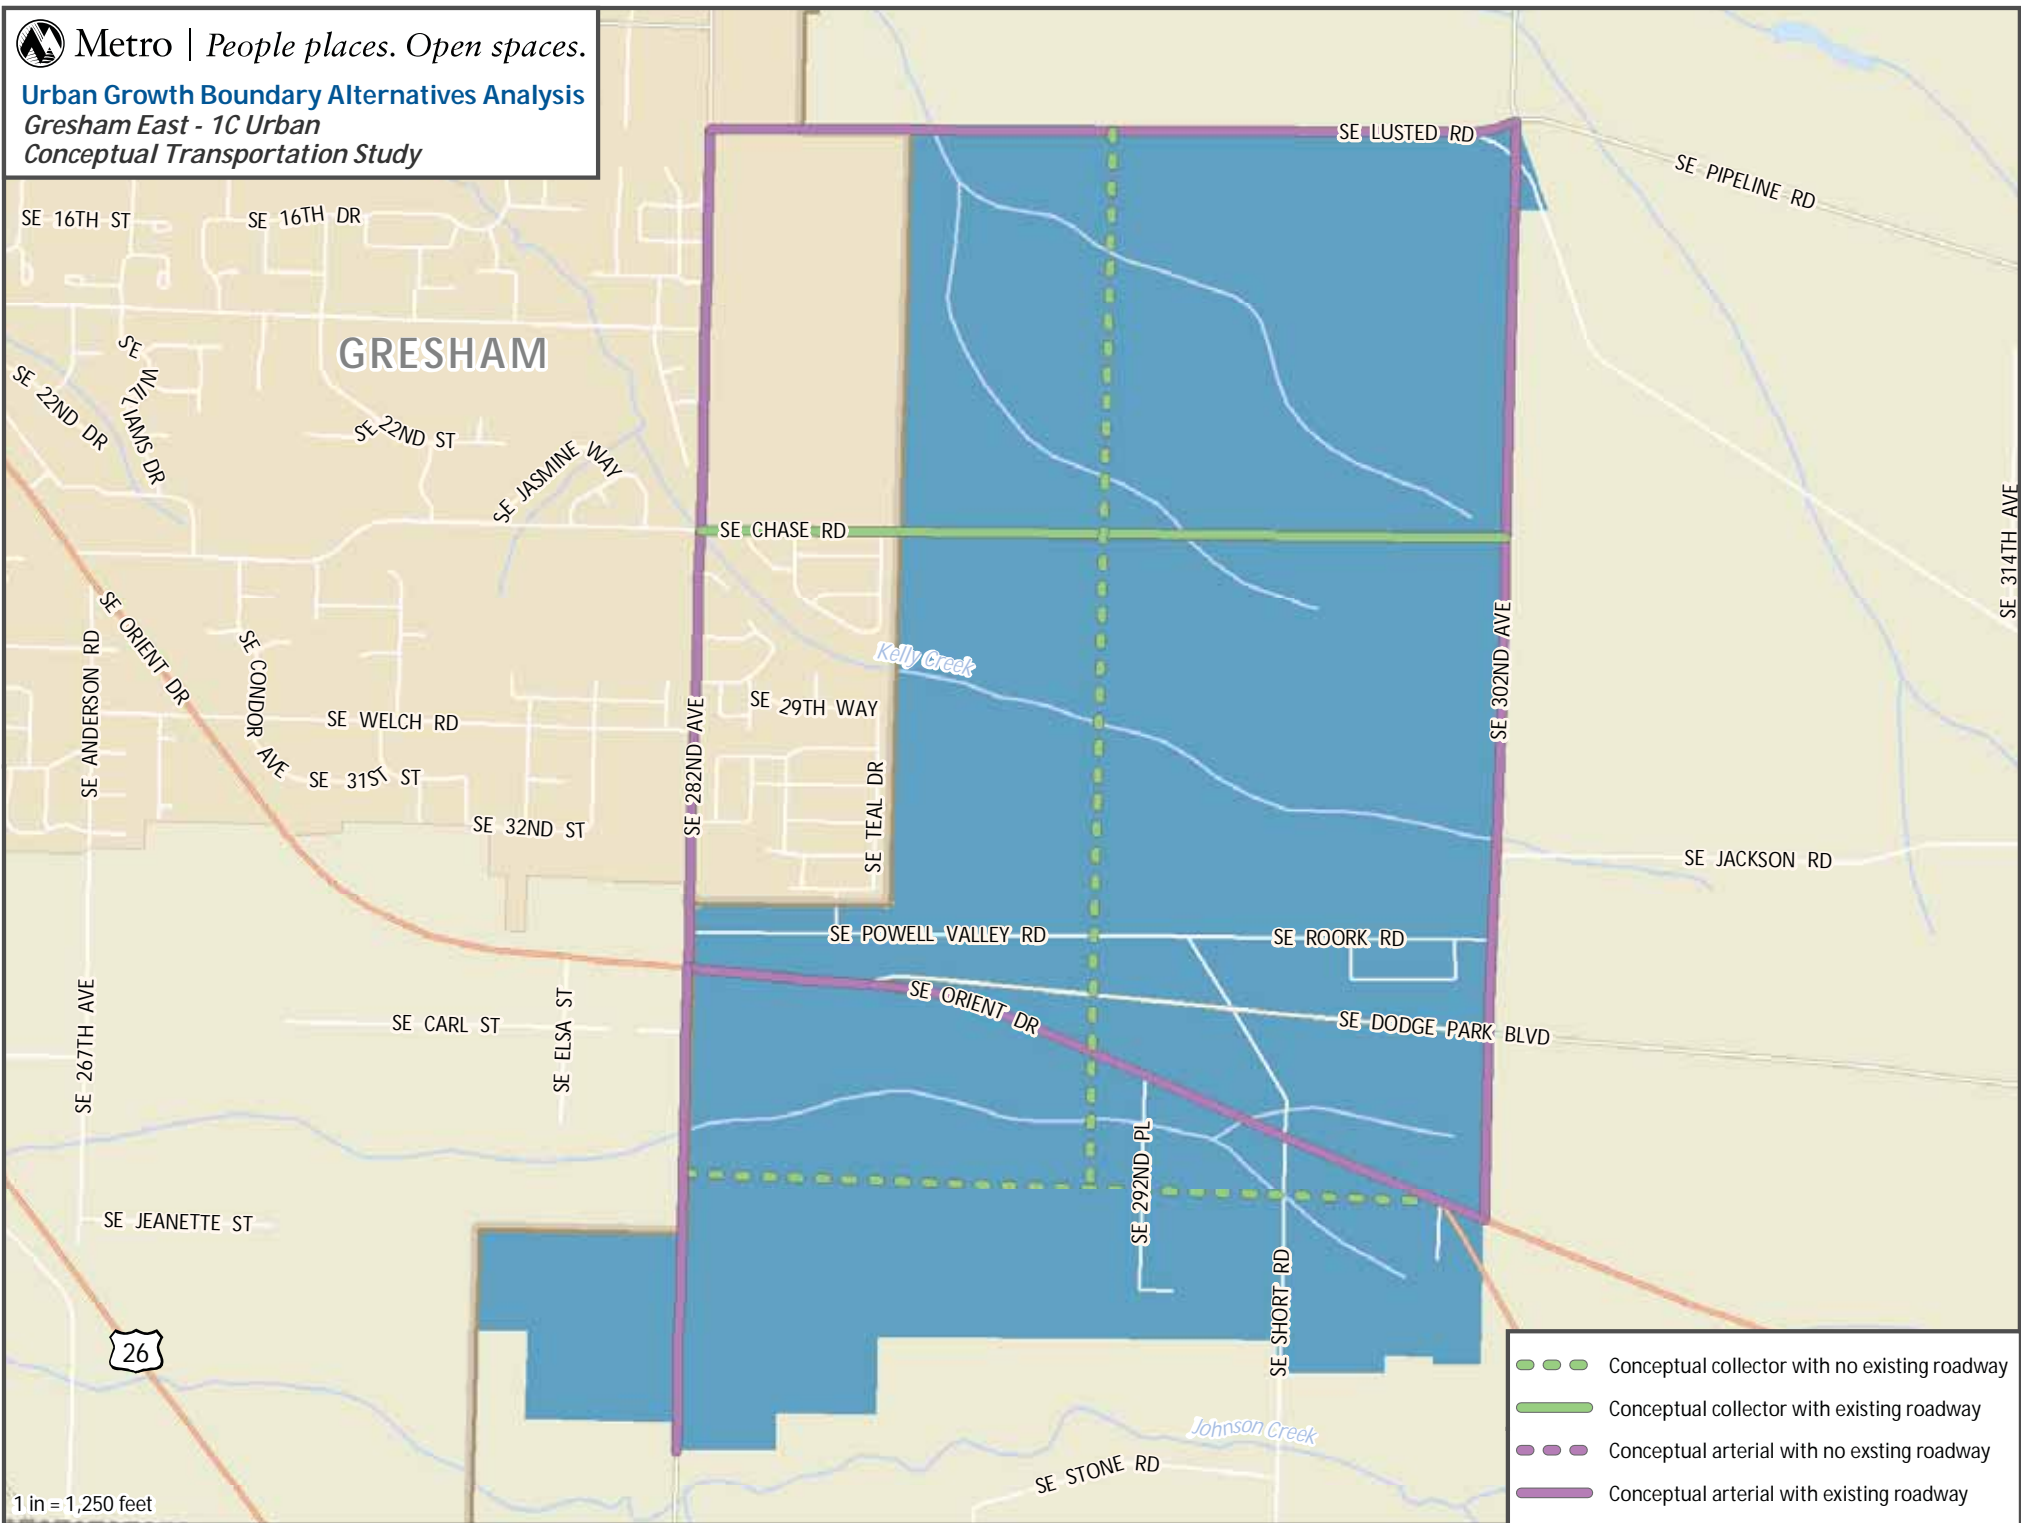 Metro | People places. Open spaces.
Urban Growth Boundary Alternatives Analysis
Gresham East - 1C Urban
Conceptual Transportation Study
SE LUSTED RD
SE PIPELINE RD
SE 16TH ST
SE 16TH DR
GRESHAM
SE WILLIAMS DR
SE 22ND DR
SE 22ND ST
SE JASMINE WAY
SE CHASE RD
SE 314TH AVE
SE ORIENT DR
SE ANDERSON RD
SE CONDOR AVE
SE 302ND AVE
Kelly Creek
SE 29TH WAY
SE WELCH RD
SE 282ND AVE
SE 31ST ST
SE TEAL DR
SE 32ND ST
SE JACKSON RD
SE POWELL VALLEY RD
SE ROORK RD
SE ORIENT DR
SE DODGE PARK BLVD
SE 267TH AVE
SE CARL ST
SE ELSA ST
SE 292ND PL
SE JEANETTE ST
SE SHORT RD
26
Johnson Creek
SE STONE RD
1 in = 1,250 feet
Conceptual collector with no existing roadway
Conceptual collector with existing roadway
Conceptual arterial with no exsting roadway
Conceptual arterial with existing roadway